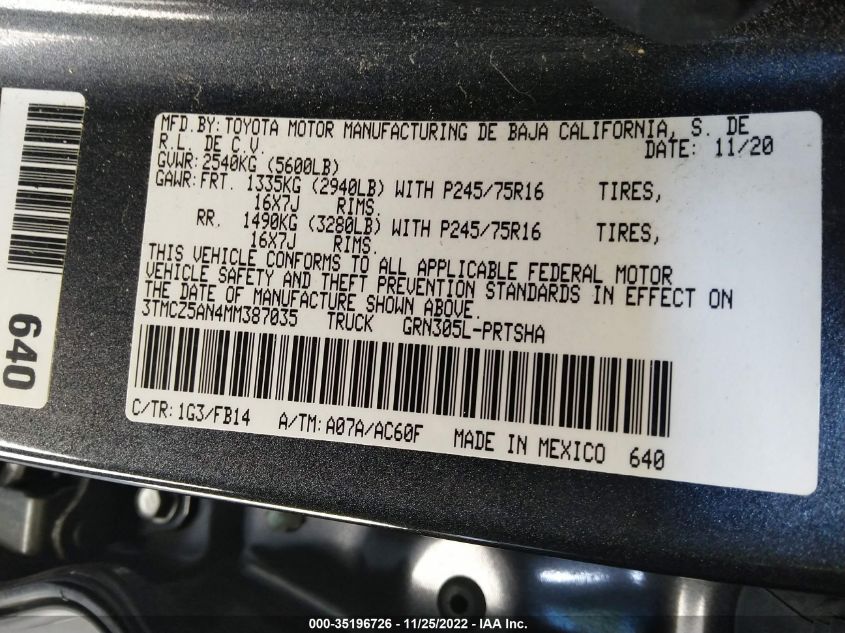 MFD.BY:TOYOTA MOTOR MANUFACTURING DE BAJA CALIFORNIA, S. DE
R.L. DE C.V. DATE: 11/20
GVWR:2540KG (5600LB)
GAWR:FRT. 1335KG (2940LB) WITH P245/75R16 TIRES,
16X7J RIMS.
RR. 1490KG (3280LB) WITH P245/75R16 TIRES,
16X7J RIMS.
THIS VEHICLE CONFORMS TO ALL APPLICABLE FEDERAL MOTOR
VEHICLE SAFETY AND THEFT PREVENTION STANDARDS IN EFFECT ON
THE DATE OF MANUFACTURE SHOWN ABOVE.
3TMCZ5AN4MM387035 TRUCK GRN305L-PRTSHA
C/TR:1G3/FB14 A/TM:A07A/AC60F MADE IN MEXICO 640
640
000-35196726 - 11/25/2022 - IAA Inc.